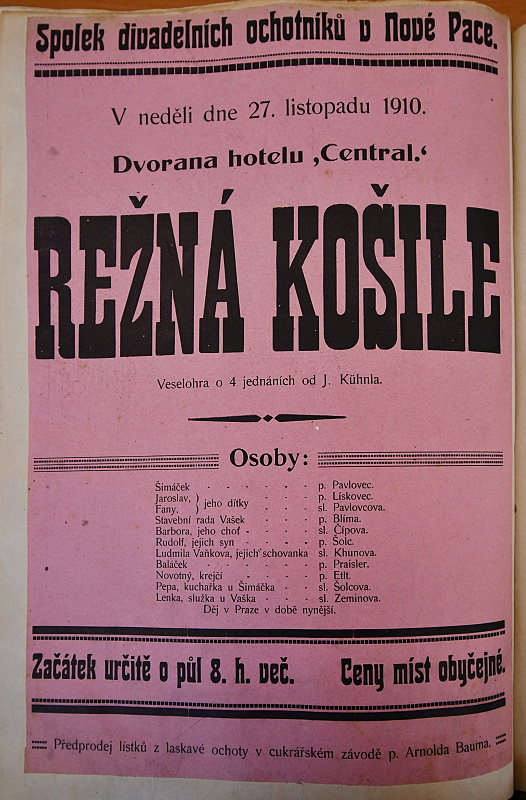 Spolek divadelních ochotníků v Nové Pace.
V neděli dne 27. listopadu 1910.
Dvorana hotelu ‚Central.‘
REŽNÁ KOŠILE
Veselohra o 4 jednáních od J. Kühnla.
Osoby:
Šimáček - - - - - - p. Pavlovec.
Jaroslav, } jeho dítky - - - p. Lískovec.
Fany, sl. Pavlovcova.
Stavební rada Vašek - - - p. Blíma.
Barbora, jeho choť - - - - sl. Čípova.
Rudolf, jejich syn - - - - p. Šolc.
Ludmila Vaňkova, jejich schovanka sl. Khunova.
Baláček - - - - - - p. Praisler.
Novotný, krejčí - - - - p. Etlt.
Pepa, kuchařka u Šimáčka - - sl. Šolcova.
Lenka, služka u Vaška - - - sl. Zeminova.
Děj v Praze v době nynější.
Začátek určitě o půl 8. h. več. Ceny míst obyčejné.
Předprodej lístků z laskavé ochoty v cukrářském závodě p. Arnolda Bauma.